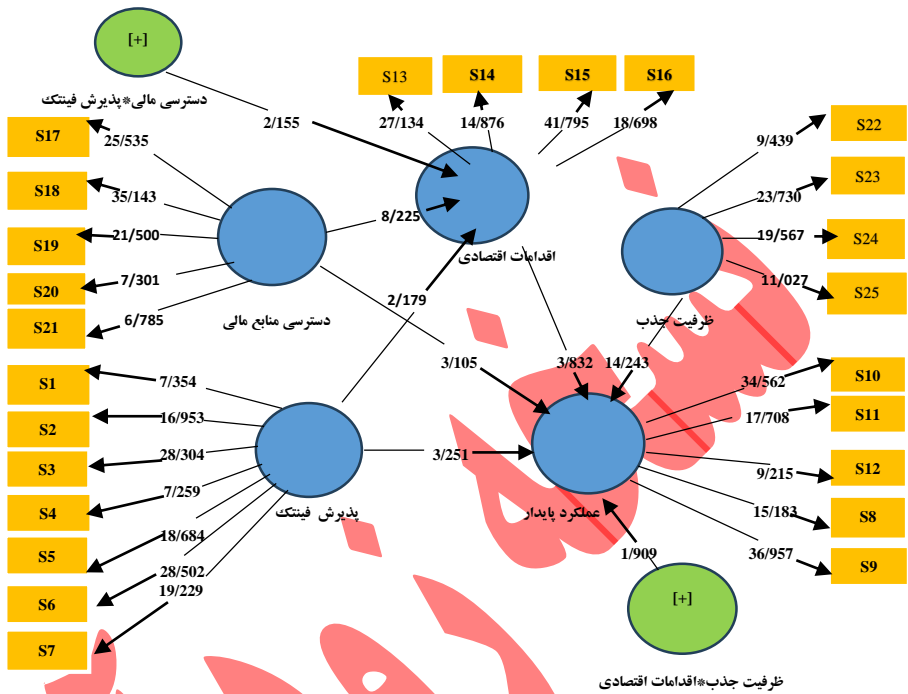 [+]
دسترسی مالی*پذیرش فینتک
S13
S14
S15
S16
2/155
27/134
14/876
41/795
18/698
S17
25/535
S18
35/143
S19
21/500
S20
7/301
S21
6/785
دسترسی منابع مالی
8/225
اقدامات اقتصادی
2/179
S22
9/439
S23
23/730
S24
19/567
S25
11/027
ظرفیت جذب
3/105
3/832
14/243
S1
7/354
S2
16/953
S3
28/304
S4
7/259
S5
18/684
S6
28/502
S7
19/229
پذیرش فینتک
3/251
عملکرد پایدار
34/562
S10
17/708
S11
9/215
S12
15/183
S8
36/957
S9
1/909
[+]
ظرفیت جذب*اقدامات اقتصادی